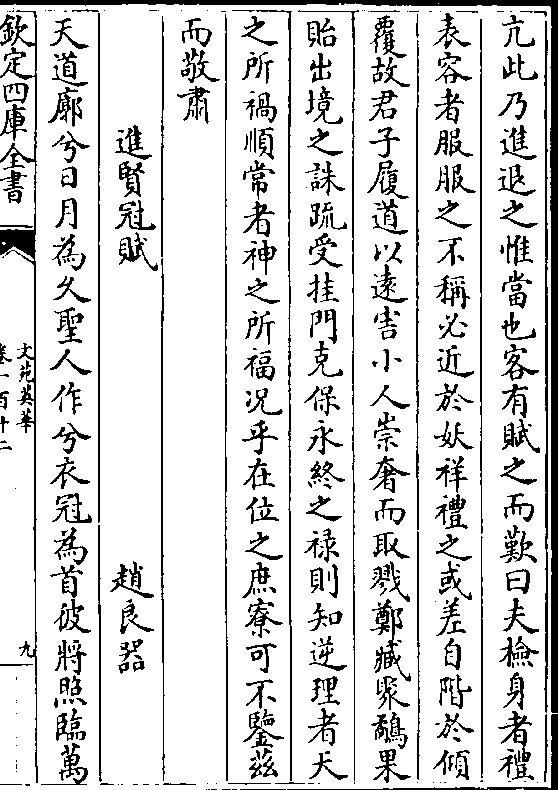 亢此乃進退之惟當也客有賦之而歎曰夫檢身者禮
表容者服服之不稱必近於妖祥禮之或差自階於傾
覆故君子履道以遠害小人崇奢而取戮鄭臧聚鷸果
貽出境之誅疏受挂門克保永終之禄則知逆理者天
之所禍順常者神之所福况乎在位之庶寮可不鑒茲
而敬肅
進賢冠賦
趙良器
天道廓兮日月為久聖人作兮衣冠為首彼將照臨萬
欽定四庫全書
文苑英華
卷一百十二
九